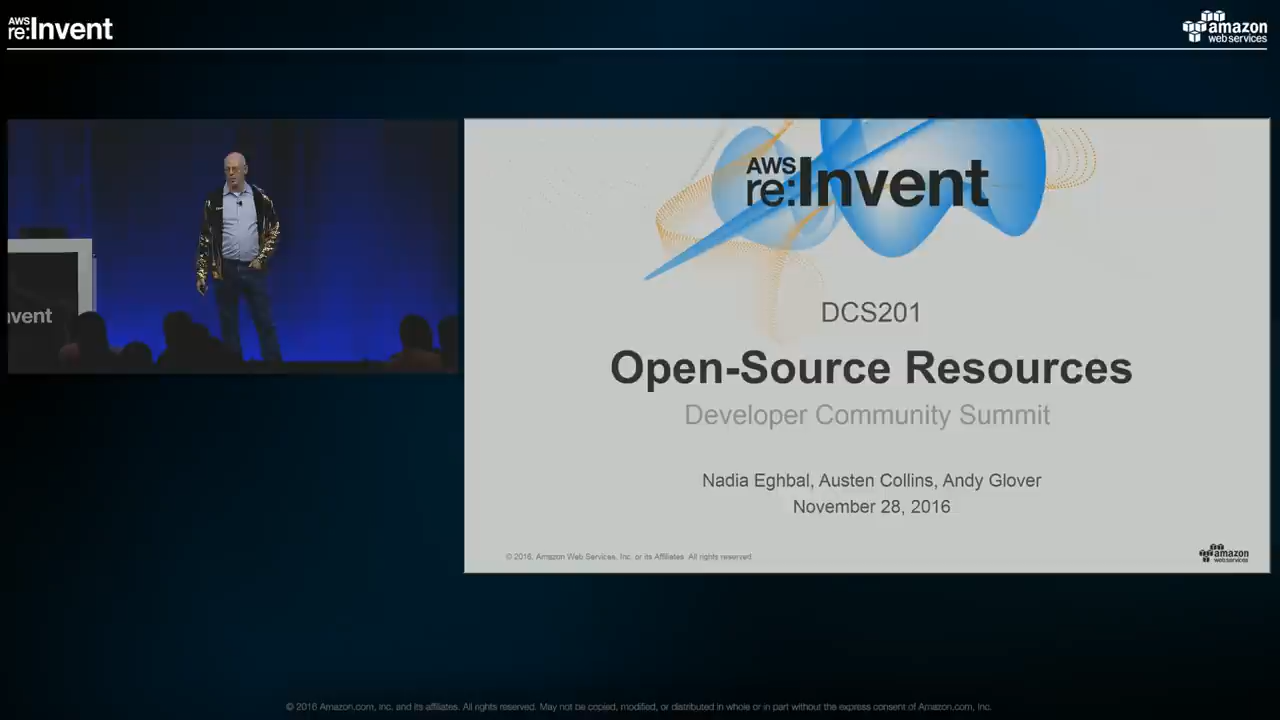 AWS
re:Invent
amazon
web services
nvent
AWS
re:Invent
DCS201
Open-Source Resources
Developer Community Summit
Nadia Eghbal, Austen Collins, Andy Glover
November 28, 2016
© 2016, Amazon Web Services, Inc. or its Affiliates. All rights reserved
amazon
web services
© 2016 Amazon.com, Inc. and its affiliates. All rights reserved. May not be copied, modified, or distributed in whole or in part without the express consent of Amazon.com, Inc.